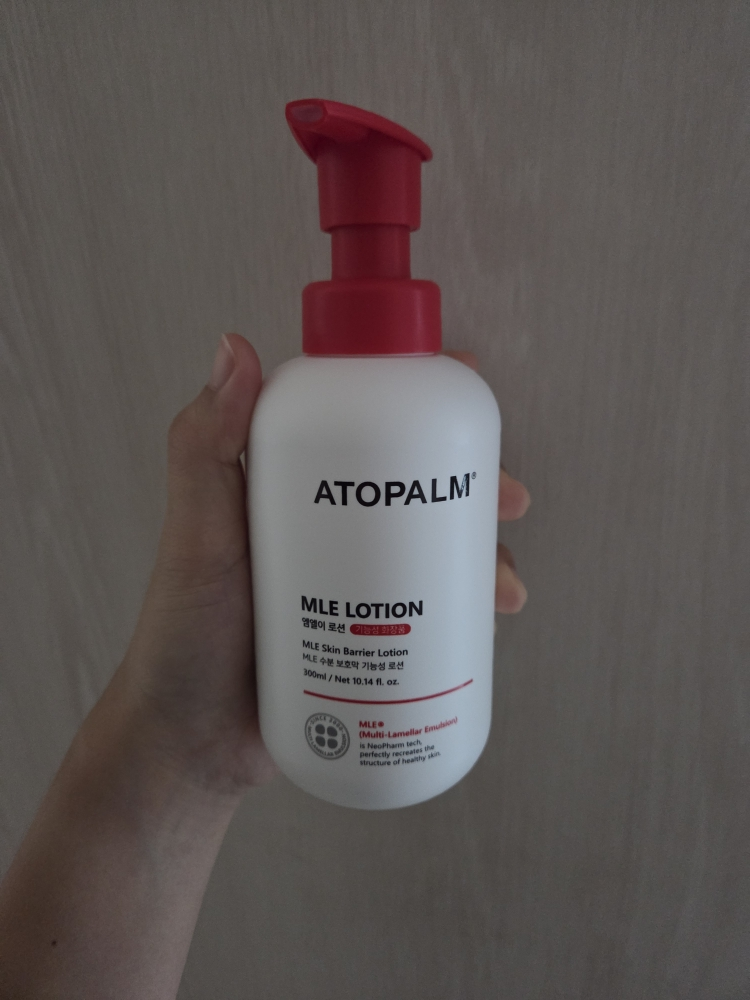 ATOPALM®
MLE LOTION
엠엘이 로션 기능성 화장품
MLE Skin Barrier Lotion
MLE 수분 보호막 기능성 로션
300ml / Net 10.14 fl. oz.
MLE®
(Multi-Lamellar Emulsion)
is NeoPharm tech,
perfectly recreates the
structure of healthy skin.